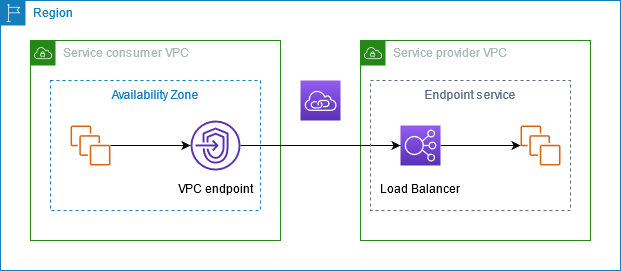 Region
Service consumer VPC
Service provider VPC
Availability Zone
Endpoint service
VPC endpoint
Load Balancer